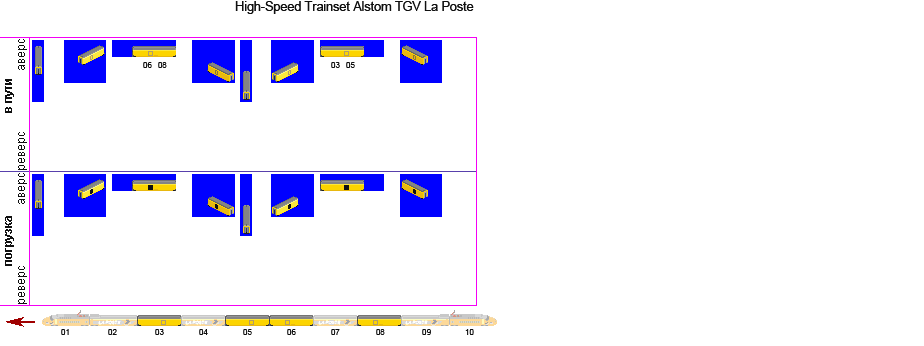 High-Speed Trainset Alstom TGV La Poste
в пути
аверс
06 08
03 05
реверс
погрузка
аверс
реверс
01 02 03 04 05 06 07 08 09 10